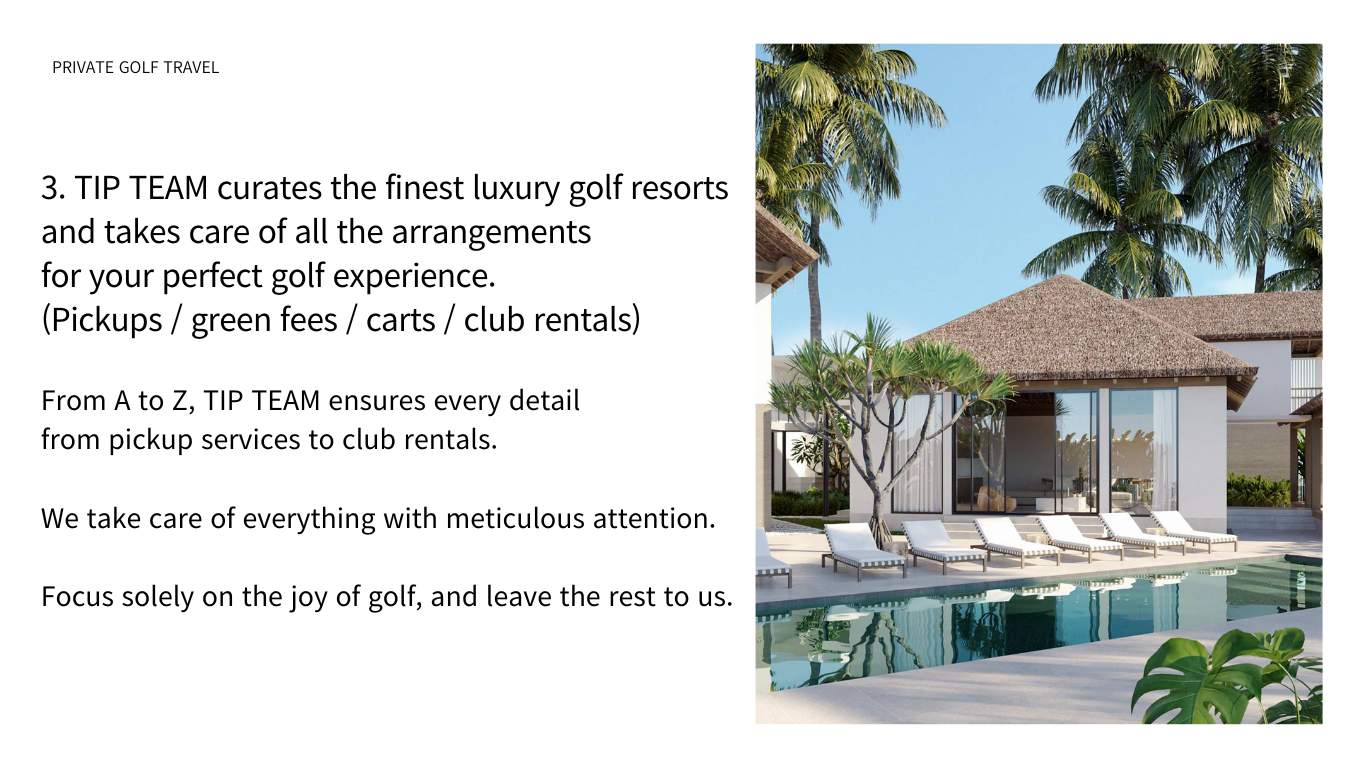 PRIVATE GOLF TRAVEL
3. TIP TEAM curates the finest luxury golf resorts
and takes care of all the arrangements
for your perfect golf experience.
(Pickups / green fees / carts / club rentals)
From A to Z, TIP TEAM ensures every detail
from pickup services to club rentals.
We take care of everything with meticulous attention.
Focus solely on the joy of golf, and leave the rest to us.